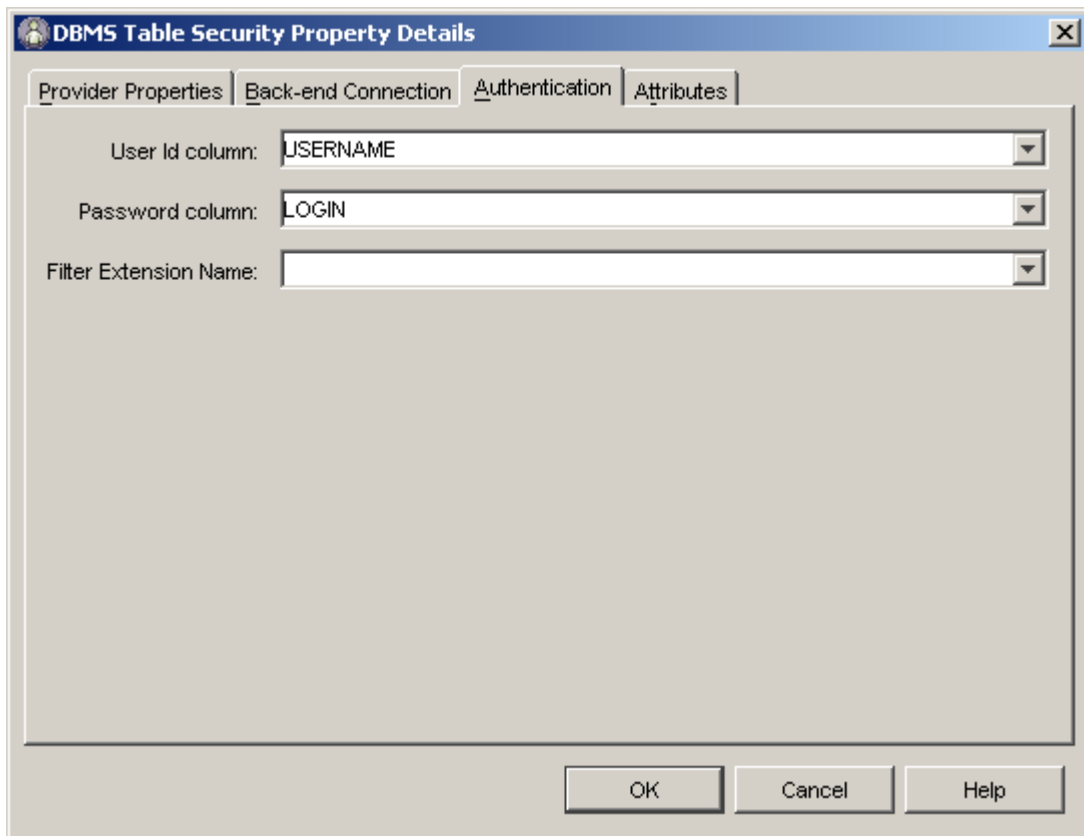 DBMS Table Security Property Details
Provider Properties Back-end Connection Authentication Attributes
User Id column: USERNAME
Password column: LOGIN
Filter Extension Name:
OK Cancel Help